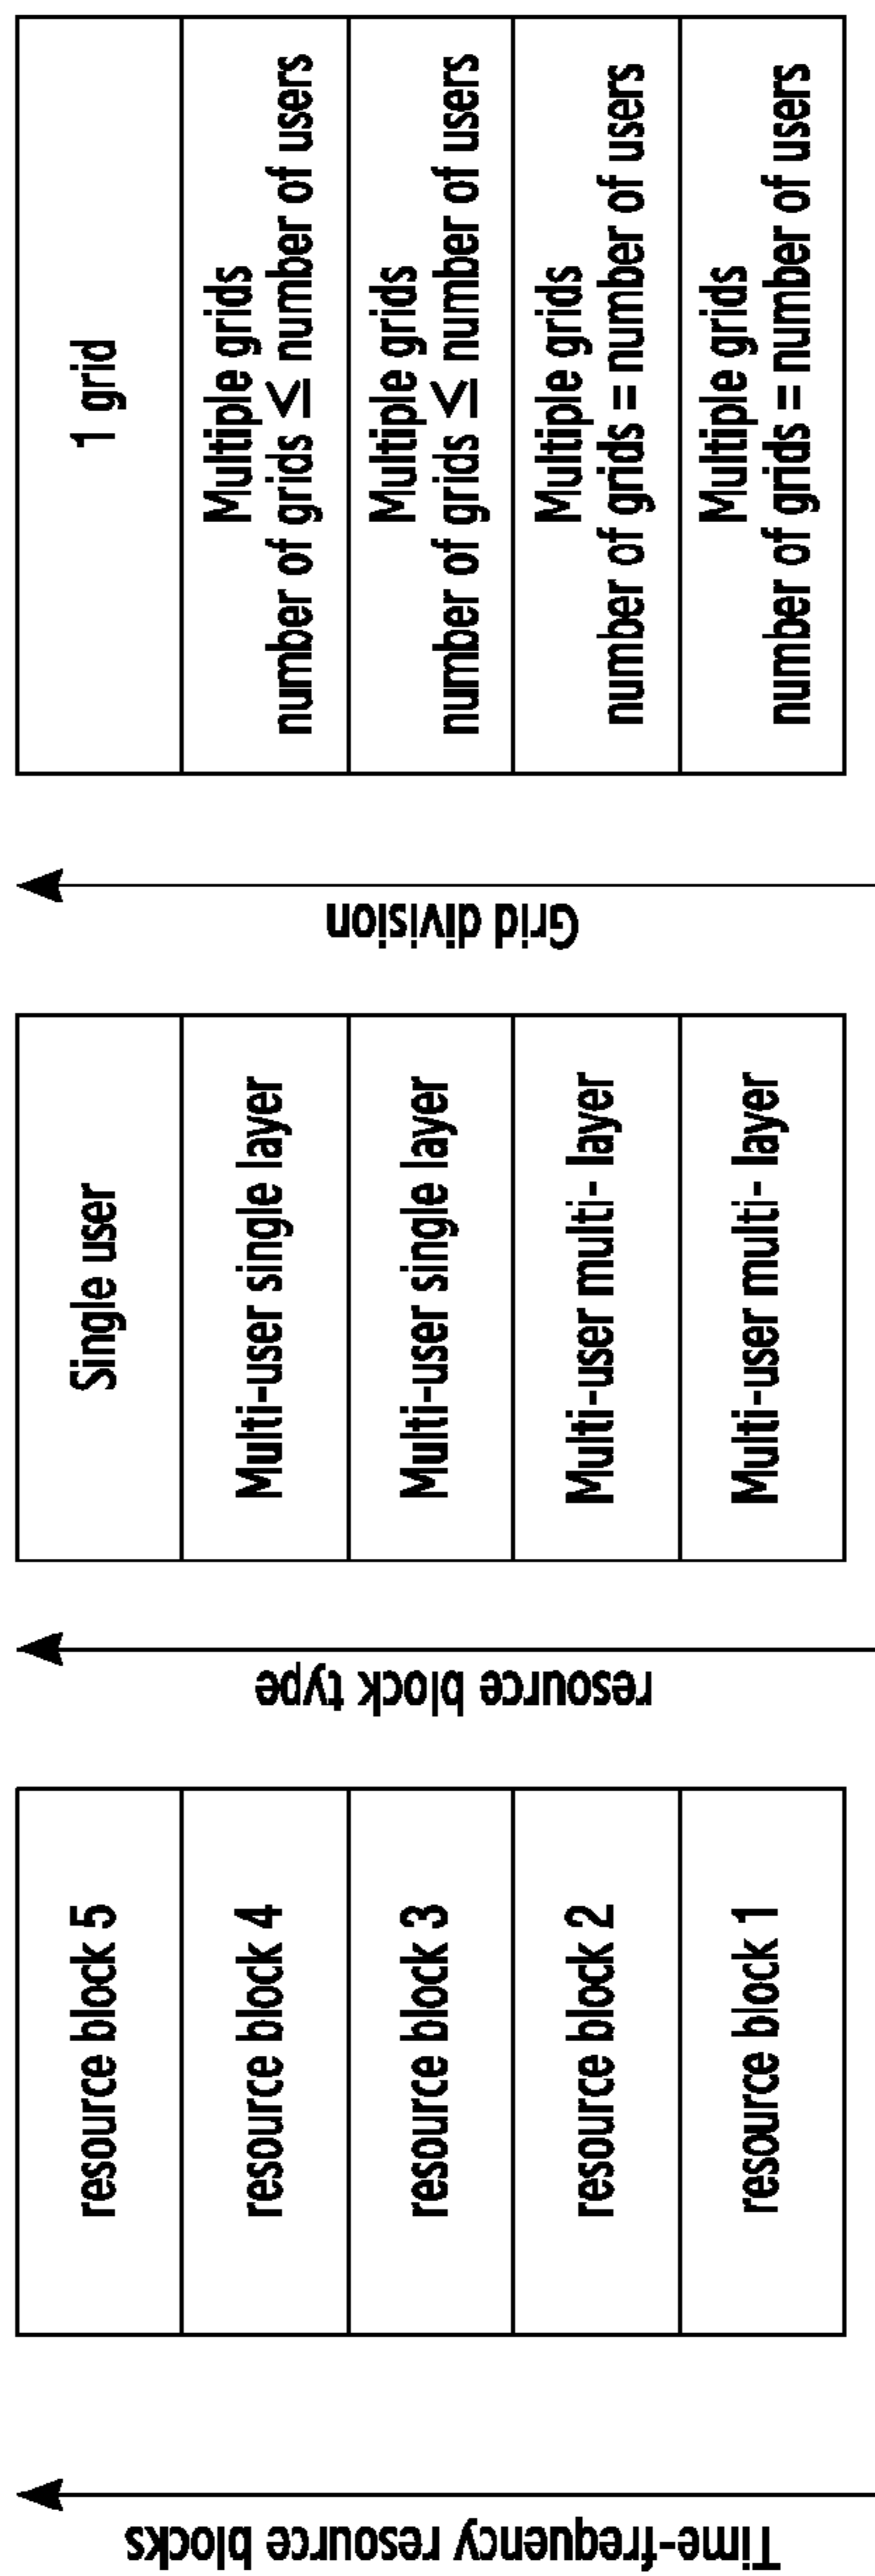 Time-frequency resource blocks
resource block 5
resource block 4
resource block 3
resource block 2
resource block 1
resource block type
Single user
Multi-user single layer
Multi-user single layer
Multi-user multi- layer
Multi-user multi- layer
Grid division
1 grid
Multiple grids
number of grids ≤ number of users
Multiple grids
number of grids ≤ number of users
Multiple grids
number of grids = number of users
Multiple grids
number of grids = number of users